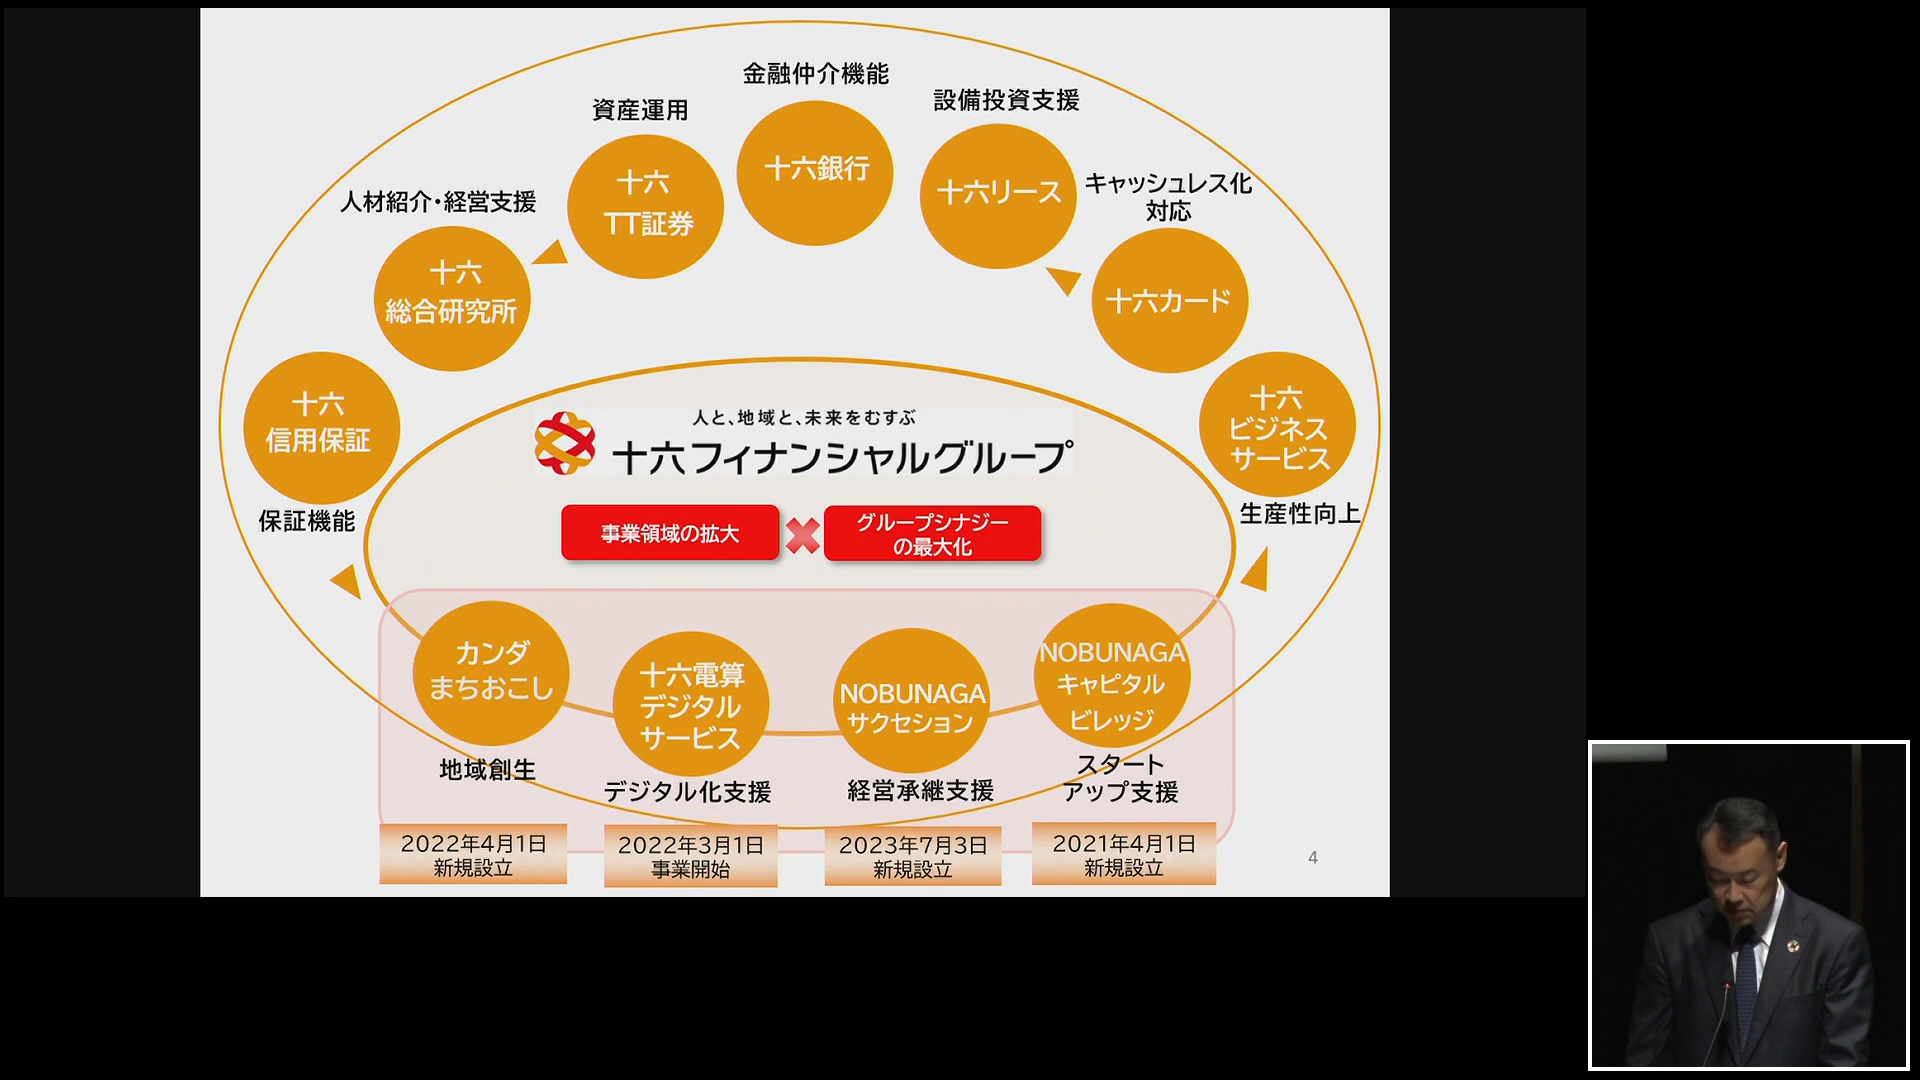 金融仲介機能
十六銀行
資産運用
十六
TT証券
設備投資支援
十六リース
人材紹介・経営支援
十六
総合研究所
キャッシュレス化
対応
十六カード
十六
信用保証
保証機能
十六
ビジネス
サービス
生産性向上
人と、地域と、未来をむすぶ
十六フィナンシャルグループ
事業領域の拡大
グループシナジー
の最大化
カンダ
まちおこし
地域創生
2022年4月1日
新規設立
十六電算
デジタル
サービス
デジタル化支援
2022年3月1日
事業開始
NOBUNAGA
サクセション
経営承継支援
2023年7月3日
新規設立
NOBUNAGA
キャピタル
ビレッジ
スタート
アップ支援
2021年4月1日
新規設立
4